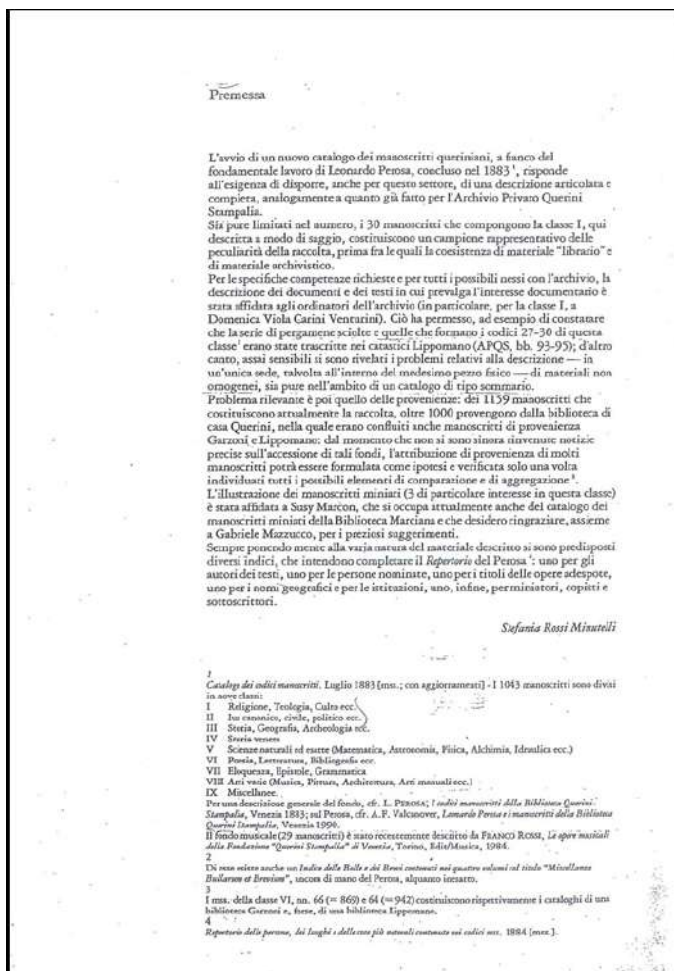 Premessa
L'avvio di un nuovo catalogo dei manoscritti queriniani, a fianco del
fondamentale lavoro di Leonardo Perosa, concluso nel 1883 ¹, risponde
all'esigenza di disporre, anche per questo settore, di una descrizione articolata e
compiera, analogamente a quanto già fatto per l'Archivio Privato Querini
Stampalia.
Sia pure limitati nel numero, i 30 manoscritti che compongono la classe I, qui
descritta a modo di saggio, costituiscono un campione rappresentativo delle
peculiarità della raccolta, prima fra le quali la coesistenza di materiale "librario" e
di materiale archivistico.
Per le specifiche competenze richieste e per tutti i possibili nessi con l'archivio, la
descrizione dei documenti e dei testi in cui prevalga l'interesse documentario è
stata affidata agli ordinatori dell'archivio (in particolare, per la classe I, a
Domenica Viola Carini Venturini). Ciò ha permesso, ad esempio di constatare
che la serie di pergamene sciolte e quelle che formano i codici 27-30 di questa
classe ² erano state trascritte nei catastici Lippomano (APQS, bb. 93-95); d'altro
canto, assai sensibili si sono rivelati i problemi relativi alla descrizione — in
un'unica sede, talvolta all'interno del medesimo pezzo fisico — di materiali non
omogenei, sia pure nell'ambito di un catalogo di tipo sommario.
Problema rilevante è poi quello delle provenienze: dei 1159 manoscritti che
costituiscono attualmente la raccolta, oltre 1000 provengono dalla biblioteca di
casa Querini, nella quale erano confluiti anche manoscritti di provenienza
Garzoni e Lippomano: dal momento che non si sono sinora rinvenute notizie
precise sull'accessione di tali fondi, l'attribuzione di provenienza di molti
manoscritti potrà essere formulata come ipotesi e verificata solo una volta
individuati tutti i possibili elementi di comparazione e di aggregazione ³.
L'illustrazione dei manoscritti miniati (3 di particolare interesse in questa classe)
è stata affidata a Susy Marcon, che si occupa attualmente anche del catalogo dei
manoscritti miniati della Biblioteca Marciana e che desidero ringraziare, assieme
a Gabriele Mazzucco, per i preziosi suggerimenti.
Sempre ponendo mente alla varia natura del materiale descritto si sono predisposti
diversi indici, che intendono completare il Repertorio del Perosa ⁴: uno per gli
autori dei testi, uno per le persone nominate, uno per i titoli delle opere adespote,
uno per i nomi geografici e per le istituzioni, uno, infine, per miniatori, copisti e
sottoscrittori.
Stefania Rossi Minutelli
1
Catalogo dei codici manoscritti. Luglio 1883 [ms.; con aggiornamenti] - I 1043 manoscritti sono divisi
in nove classi:
I Religione, Teologia, Culto ecc.
II Ius canonico, civile, politico ecc.
III Storia, Geografia, Archeologia ecc.
IV Storia veneta
V Scienze naturali ed esatte (Matematica, Astronomia, Fisica, Alchimia, Idraulica ecc.)
VI Poesia, Letteratura, Bibliografia ecc.
VII Eloquenza, Epistole, Grammatica
VIII Arti varie (Musica, Pittura, Architettura, Arti manuali ecc.)
IX Miscellanee.
Per una descrizione generale del fondo, cfr. L. PEROSA, I codici manoscritti della Biblioteca Querini
Stampalia, Venezia 1883; sul Perosa, cfr. A.F. Valcanover, Leonardo Perosa e i manoscritti della Biblioteca
Querini Stampalia, Venezia 1990.
Il fondo musicale (29 manoscritti) è stato recentemente descritto da FRANCO ROSSI, Le opere musicali
della Fondazione "Querini Stampalia" di Venezia, Torino, Edit/Musica, 1984.
2
Di esse esiste anche un Indice delle Bolle e dei Brevi contenuti nei quattro volumi col titolo "Miscellanea
Bullarum et Brevium", ancora di mano del Perosa, alquanto inesatto.
3
I mss. della classe VI, nn. 66 (= 869) e 64 (= 942) costituiscono rispettivamente i cataloghi di una
biblioteca Garzoni e, forse, di una biblioteca Lippomano.
4
Repertorio delle persone, dei luoghi e delle cose più notevoli contenute nei codici ecc. 1884 [ms.].